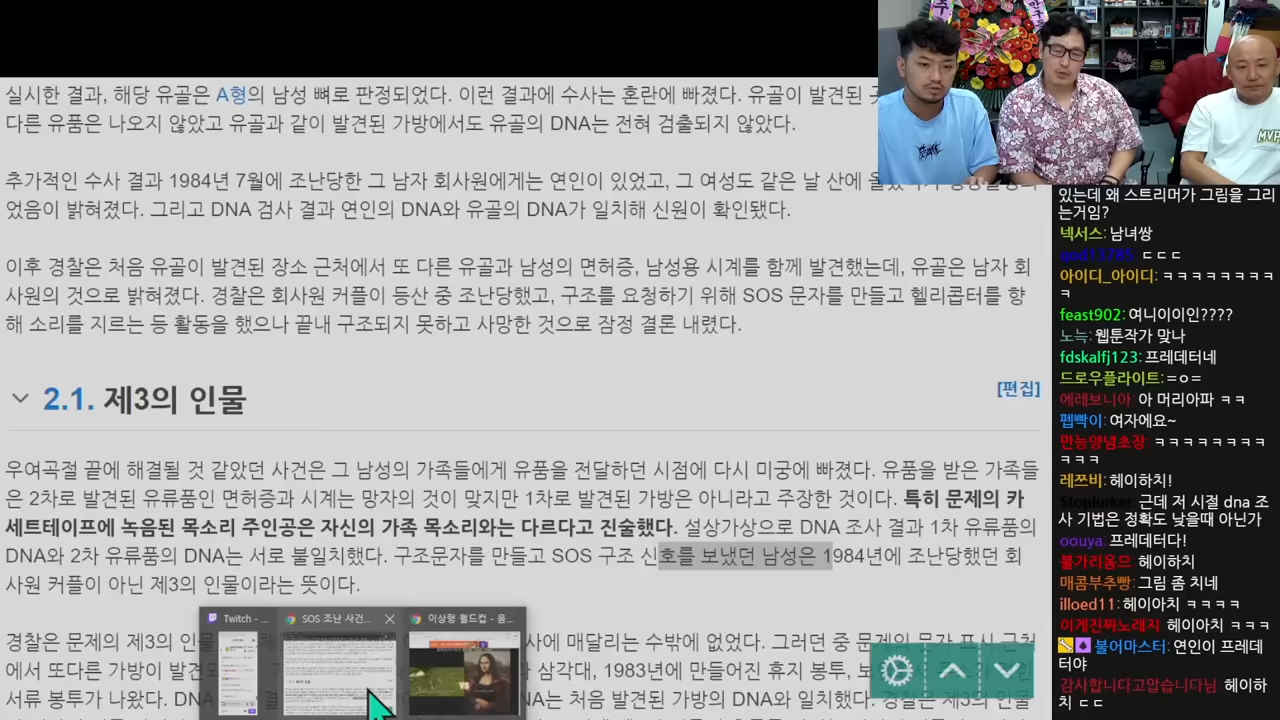 실시한 결과, 해당 유골은 A형의 남성 뼈로 판정되었다. 이런 결과에 수사는 혼란에 빠졌다. 유골이 발견된
다른 유품은 나오지 않았고 유골과 같이 발견된 가방에서도 유골의 DNA는 전혀 검출되지 않았다.
추가적인 수사 결과 1984년 7월에 조난당한 그 남자 회사원에게는 연인이 있었고, 그 여성도 같은 날 산에
었음이 밝혀졌다. 그리고 DNA 검사 결과 연인의 DNA와 유골의 DNA가 일치해 신원이 확인됐다.
이후 경찰은 처음 유골이 발견된 장소 근처에서 또 다른 유골과 남성의 면허증, 남성용 시계를 함께 발견했는데, 유골은 남자 회
사원의 것으로 밝혀졌다. 경찰은 회사원 커플이 등산 중 조난당했고, 구조를 요청하기 위해 SOS 문자를 만들고 헬리콥터를 향
해 소리를 지르는 등 활동을 했으나 끝내 구조되지 못하고 사망한 것으로 잠정 결론 내렸다.
2.1. 제3의 인물
[편집]
우여곡절 끝에 해결될 것 같았던 사건은 그 남성의 가족들에게 유품을 전달하던 시점에 다시 미궁에 빠졌다. 유품을 받은 가족들
은 2차로 발견된 유류품인 면허증과 시계는 망자의 것이 맞지만 1차로 발견된 가방은 아니라고 주장한 것이다. 특히 문제의 카
세트테이프에 녹음된 목소리 주인공은 자신의 가족 목소리와는 다르다고 진술했다. 설상가상으로 DNA 조사 결과 1차 유류품의
DNA와 2차 유류품의 DNA는 서로 불일치했다. 구조문자를 만들고 SOS 구조 신호를 보냈던 남성은 1984년에 조난당했던 회
사원 커플이 아닌 제3의 인물이라는 뜻이다.
Twitch - ...
SOS 조난 사건...
이상형 월드컵 - 음...
경찰은 문제의 제3의 인물
사에 매달리는 수밖에 없었다. 그러던 중
에서 또다른 가방이 발견
삼각대, 1983년에 만들어진 휴지 봉투,
서류 봉투가 나왔다.
NA는 처음 발견된 가방의 DNA와 일치했다. 경찰은 제3의 인물
MVP
있는데 왜 스트리머가 그림을 그리
는거임?
넥서스: 남녀쌍
god13785 ㄷㄷㄷ
아이디_아이디: ㅋㅋㅋㅋㅋㅋㅋㅋ
ㅋ
feast902: 여니이이인????
노늑: 웹툰작가 맞나
fdskalfj123: 프레데터네
드로우플라이트: =ㅇ=
에레보니아 아 머리아파 ㅋㅋ
펩빡이: 여자에요~
만능양념초장: ㅋㅋㅋㅋㅋㅋㅋㅋ
ㅋㅋㅋㅋ
레쯔비: 헤이하치!
근데 저 시절 dna 조
사 기법은 정확도 낮을때 아닌가
oouya: 프레데터다!
불가리움므 헤이하치
매콤부추빵: 그림 좀 치네
illoed11: 헤이아치 ㅋㅋㅋㅋ
이게진짜노래지 헤이아치 ㅋㅋㅋ
불어마스터: 연인이 프레데
터야
감시합니다고맙습니다님 헤이하
치 ㄷㄷ